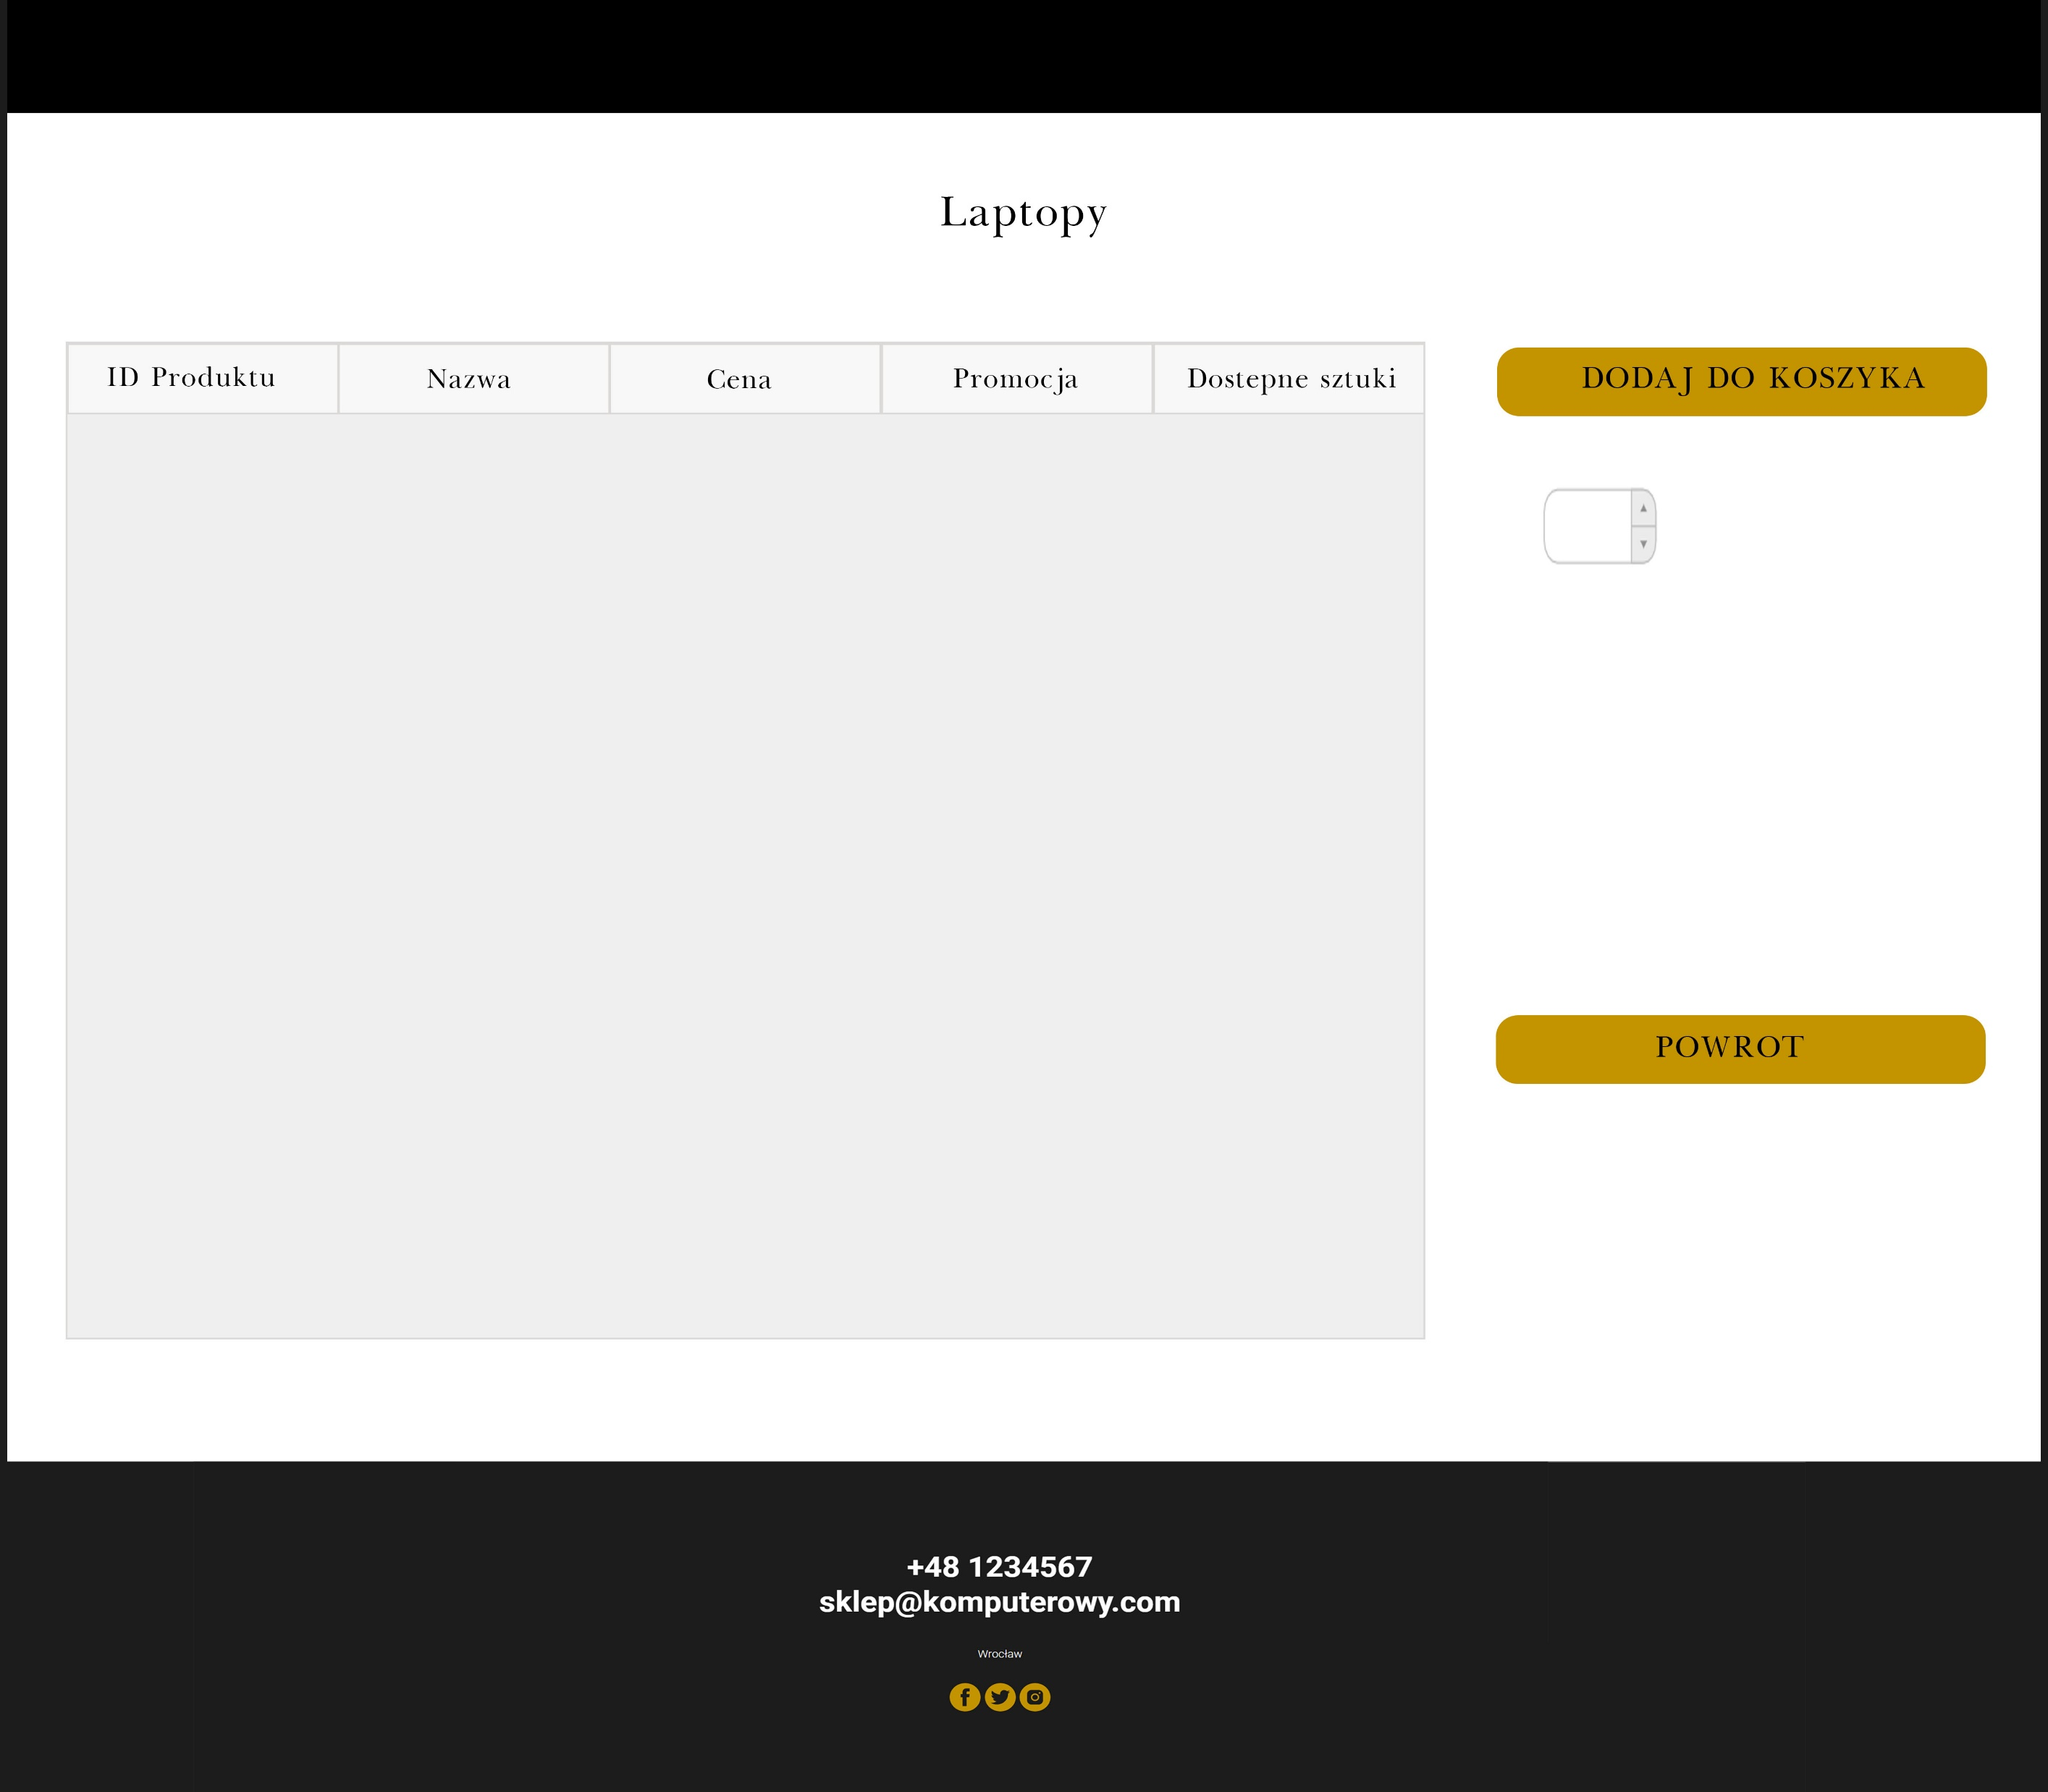 Laptopy
ID Produktu Nazwa Cena Promocja Dostepne sztuki
DODAJ DO KOSZYKA
POWROT
+48 1234567
sklep@komputerowy.com
Wrocław